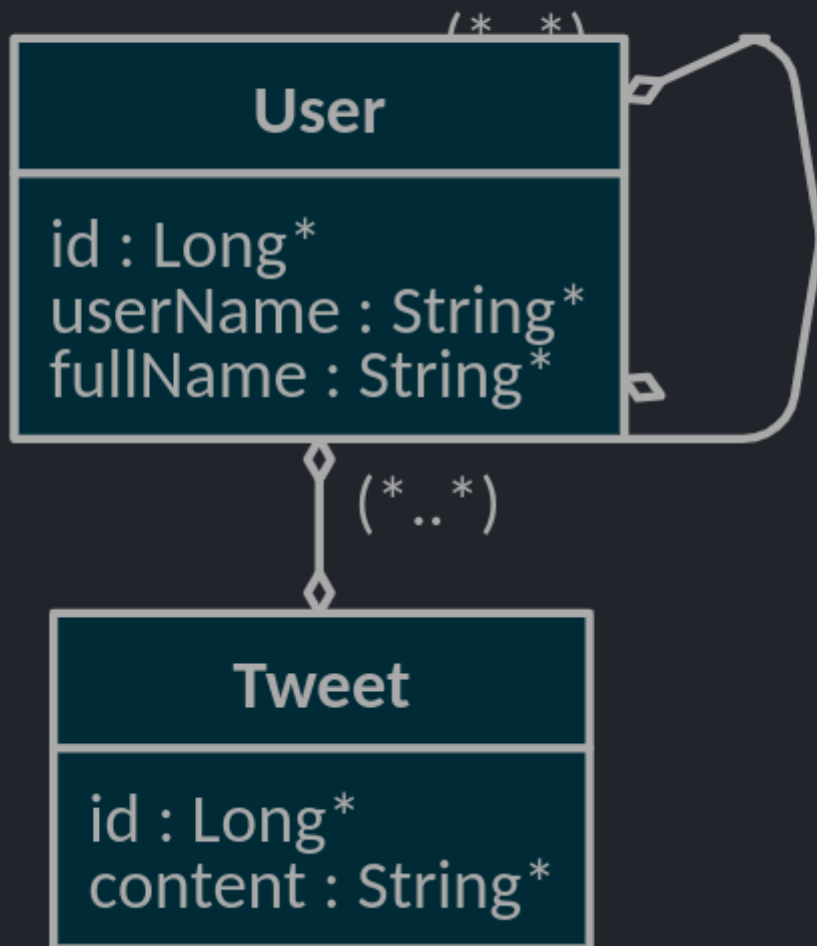 (*..*)
User
id : Long*
userName : String*
fullName : String*
(*..*)
Tweet
id : Long*
content : String*